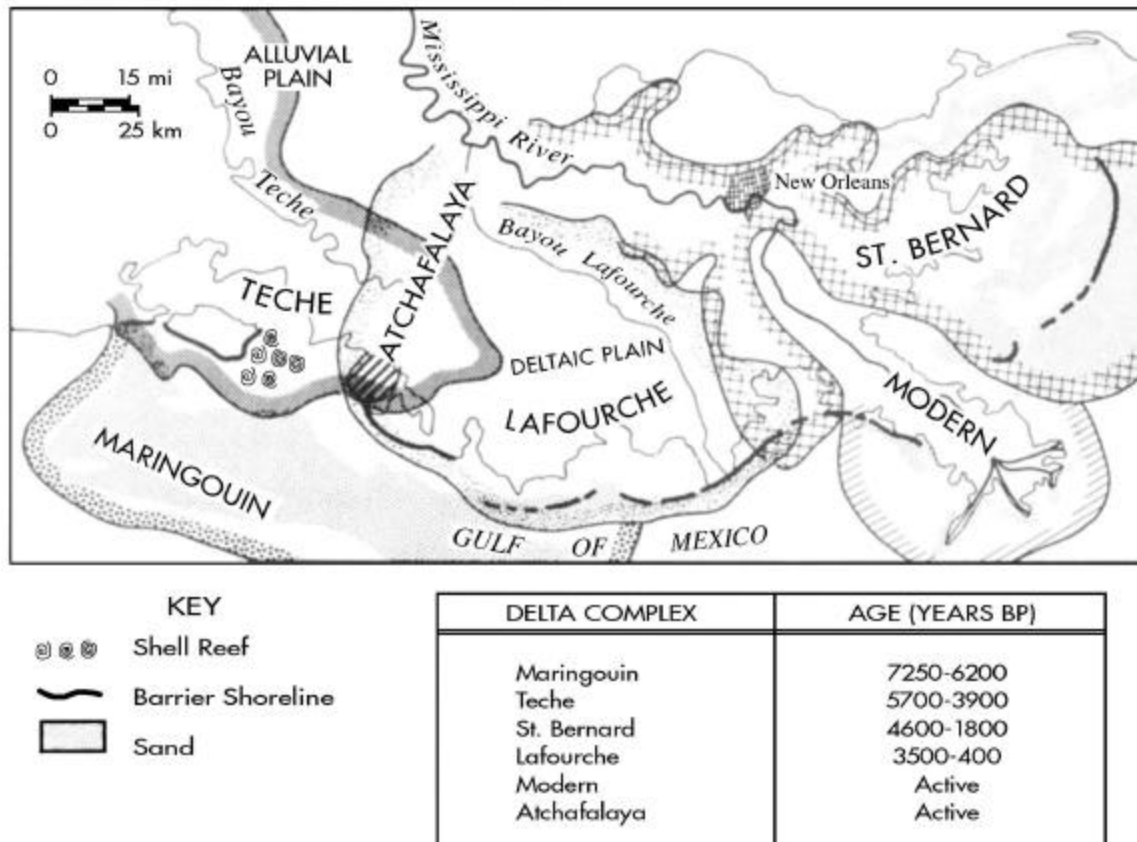 ALLUVIAL
PLAIN
0 15 mi
0 25 km
Bayou
Teche
Mississippi
River
New Orleans
ATCHAFALAYA
Bayou Lafourche
ST. BERNARD
TECHE
DELTAIC PLAIN
LAFOURCHE
MODERN
MARINGOUIN
GULF OF MEXICO
KEY
Shell Reef
Barrier Shoreline
Sand
DELTA COMPLEX AGE (YEARS BP)
Maringouin 7250-6200
Teche 5700-3900
St. Bernard 4600-1800
Lafourche 3500-400
Modern Active
Atchafalaya Active